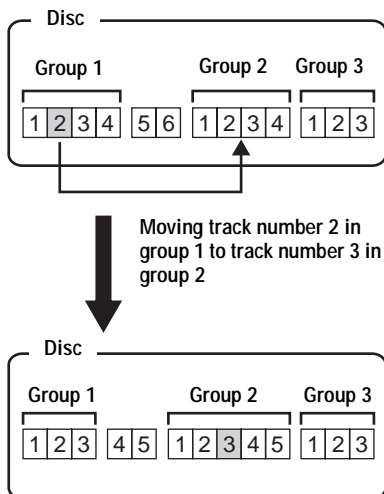 Disc
Group 1 Group 2 Group 3
1 2 3 4 5 6 1 2 3 4 1 2 3
Moving track number 2 in
group 1 to track number 3 in
group 2
Disc
Group 1 Group 2 Group 3
1 2 3 4 5 1 2 3 4 5 1 2 3